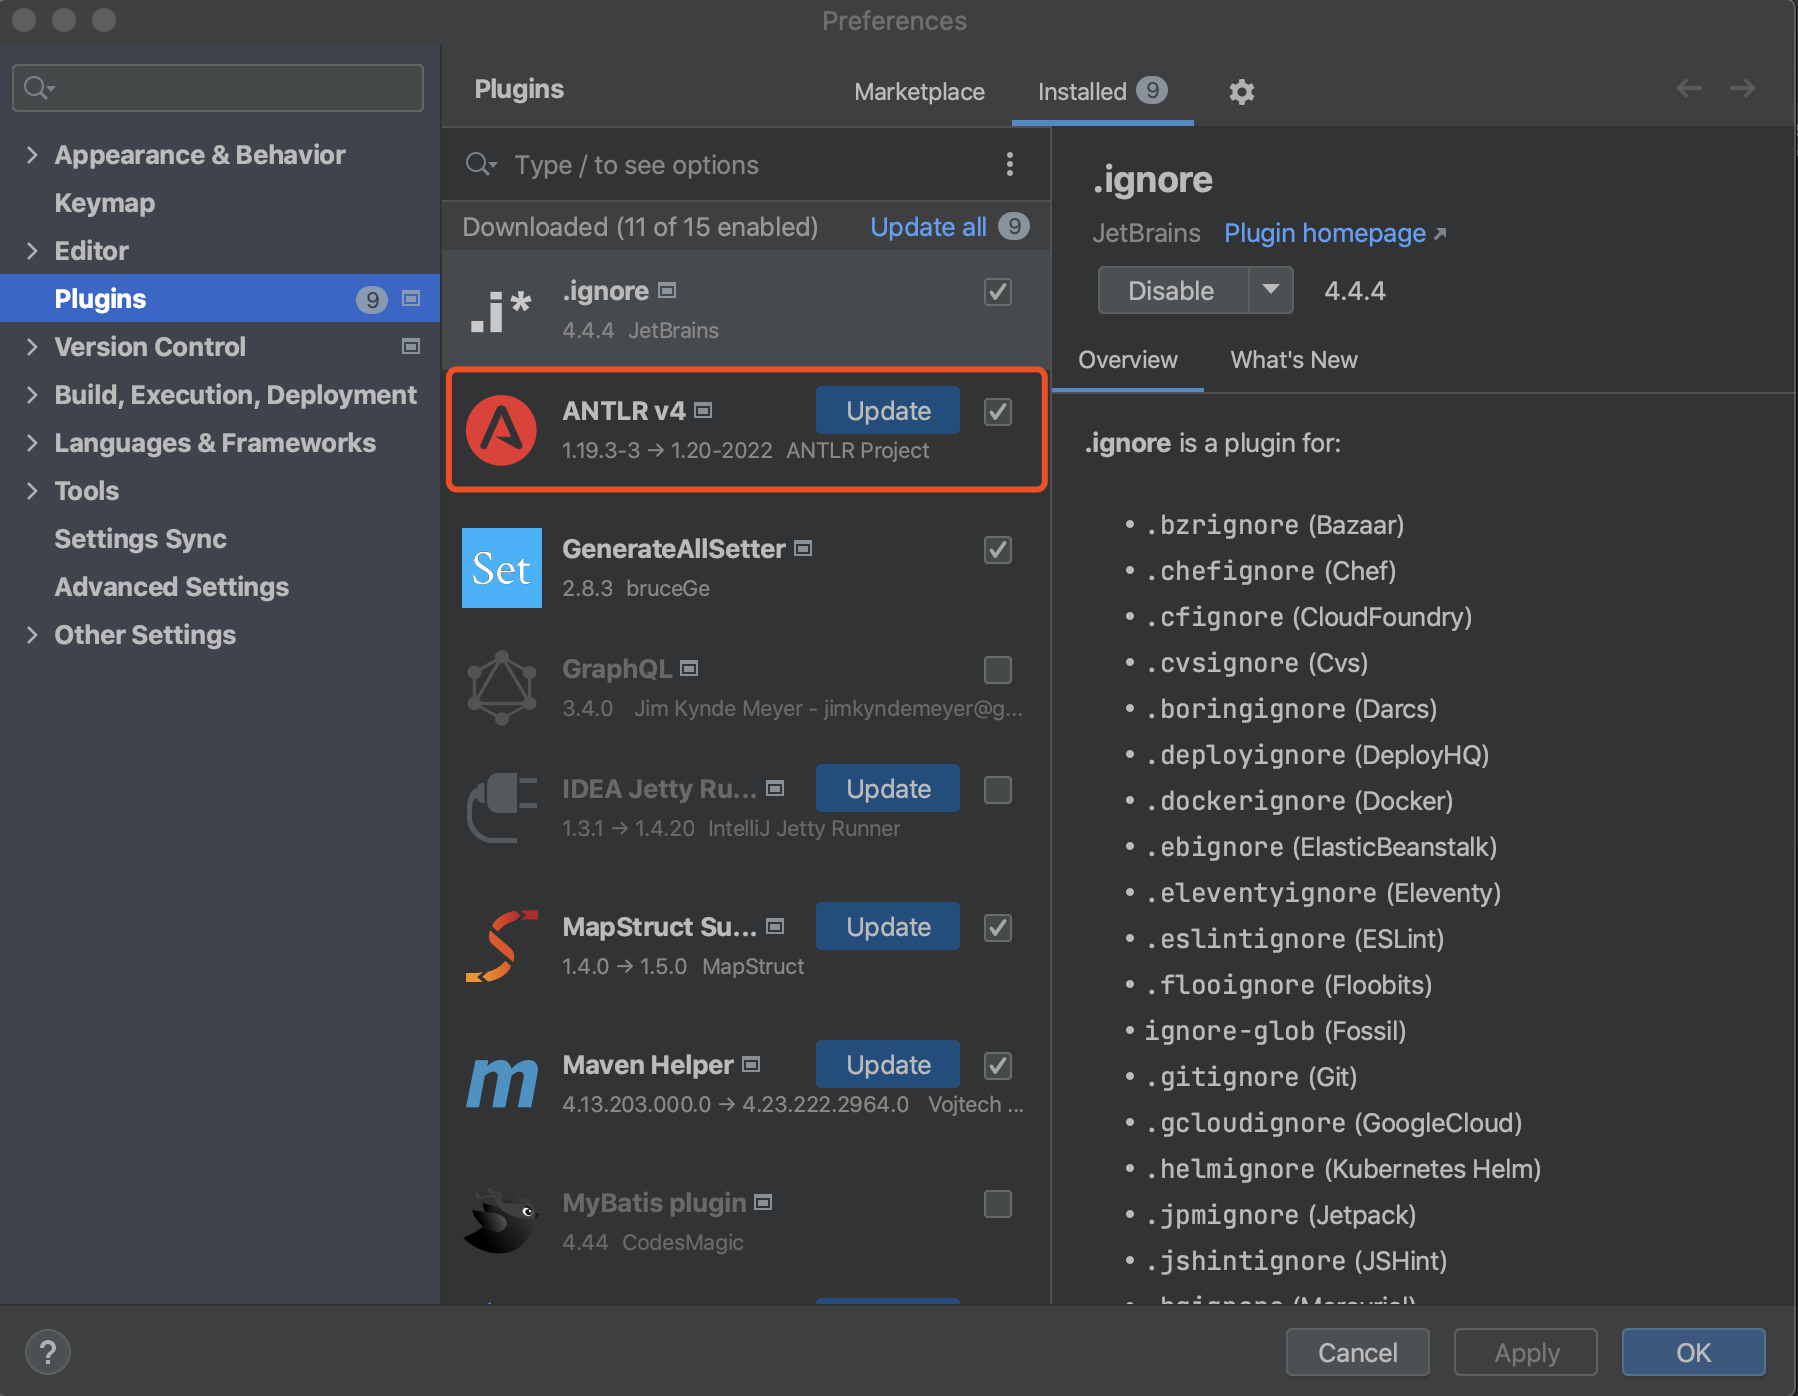 Preferences
Appearance & Behavior
Keymap
Editor
Plugins 9
Version Control
Build, Execution, Deployment
Languages & Frameworks
Tools
Settings Sync
Advanced Settings
Other Settings
Plugins Marketplace Installed 9
Type / to see options
Downloaded (11 of 15 enabled) Update all 9
.i*
.ignore
4.4.4 JetBrains
ANTLR v4 Update
1.19.3-3 → 1.20-2022 ANTLR Project
Set
GenerateAllSetter
2.8.3 bruceGe
GraphQL
3.4.0 Jim Kynde Meyer - jimkyndemeyer@g...
IDEA Jetty Ru... Update
1.3.1 → 1.4.20 IntelliJ Jetty Runner
MapStruct Su... Update
1.4.0 → 1.5.0 MapStruct
m
Maven Helper Update
4.13.203.000.0 → 4.23.222.2964.0 Vojtech ...
MyBatis plugin
4.44 CodesMagic
.ignore
JetBrains Plugin homepage ↗
Disable 4.4.4
Overview What's New
.ignore is a plugin for:
• .bzrignore (Bazaar)
• .chefignore (Chef)
• .cfignore (CloudFoundry)
• .cvsignore (Cvs)
• .boringignore (Darcs)
• .deployignore (DeployHQ)
• .dockerignore (Docker)
• .ebignore (ElasticBeanstalk)
• .eleventyignore (Eleventy)
• .eslintignore (ESLint)
• .flooignore (Floobits)
• ignore-glob (Fossil)
• .gitignore (Git)
• .gcloudignore (GoogleCloud)
• .helmignore (Kubernetes Helm)
• .jpmignore (Jetpack)
• .jshintignore (JSHint)
• .hgignore (Mercurial)
? Cancel Apply OK